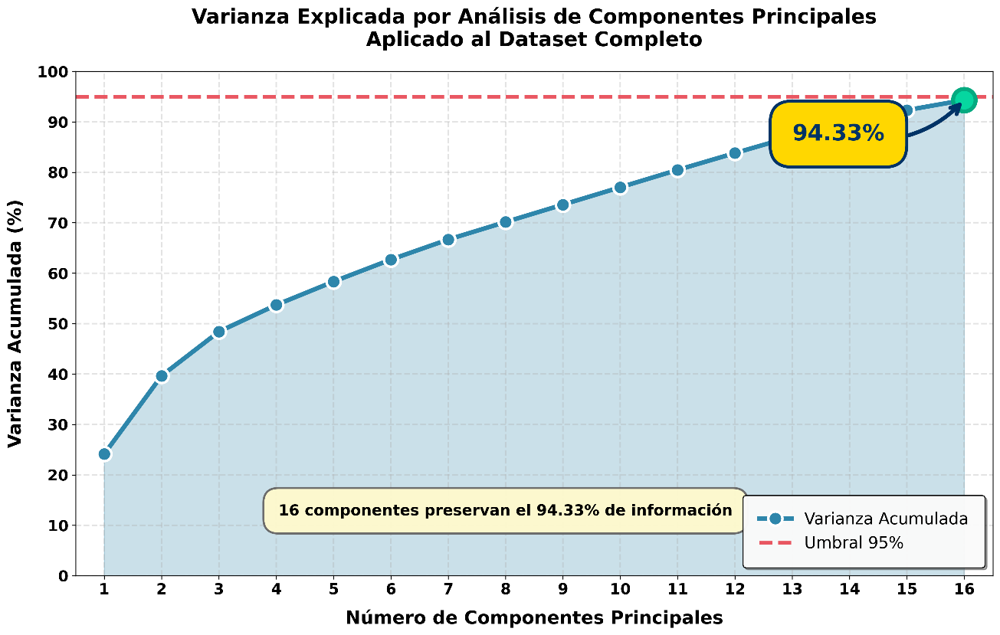 Varianza Explicada por Análisis de Componentes Principales
Aplicado al Dataset Completo
Varianza Acumulada (%)
100
90
80
70
60
50
40
30
20
10
0
94.33%
16 componentes preservan el 94.33% de información
Varianza Acumulada
Umbral 95%
1 2 3 4 5 6 7 8 9 10 11 12 13 14 15 16
Número de Componentes Principales